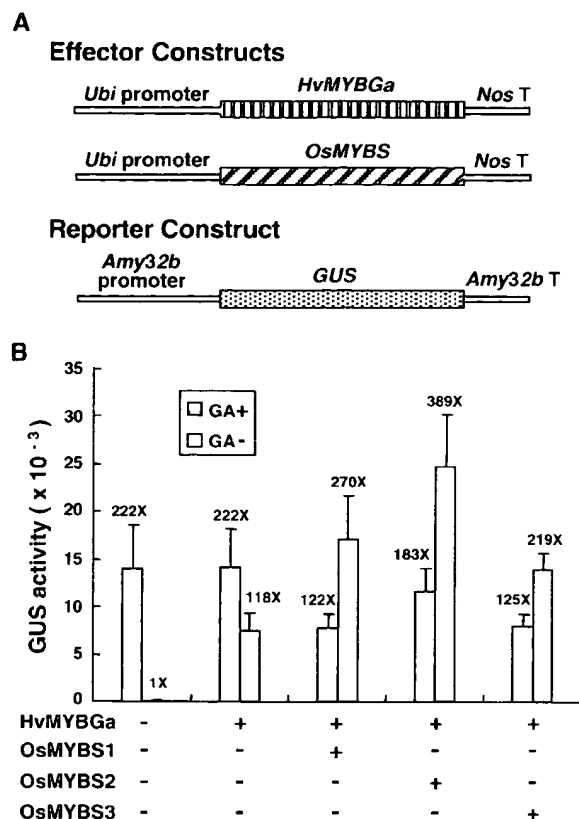 A
Effector Constructs
Ubi promoter HvMYBGa Nos T
Ubi promoter OsMYBS Nos T
Reporter Construct
Amy32b promoter GUS Amy32b T
B
GUS activity ( x 10 -3 )
35
30
25
20
15
10
5
0
GA+
GA-
222X
1X
222X
118X
122X
270X
183X
389X
125X
219X
HvMYBGa - + + + +
OsMYBS1 - - + - -
OsMYBS2 - - - + -
OsMYBS3 - - - - +